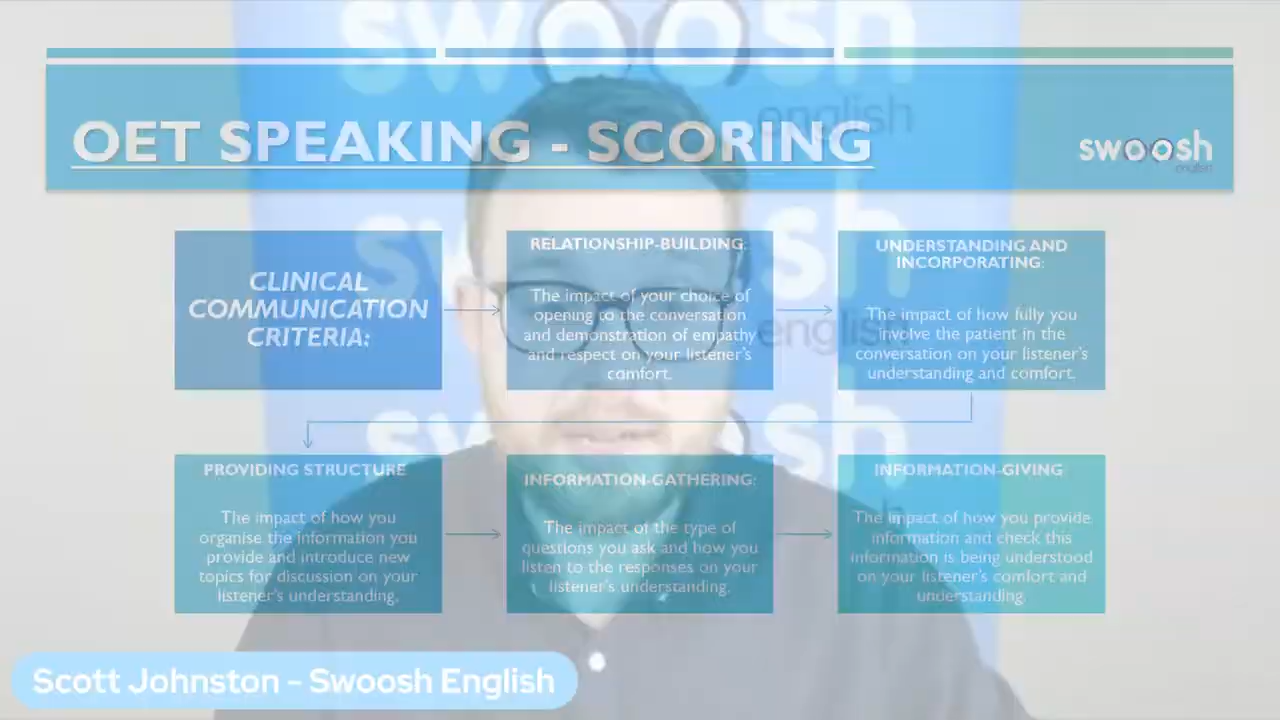 swoosh
english
OET SPEAKING - SCORING
swoosh
english
CLINICAL
COMMUNICATION
CRITERIA:
RELATIONSHIP-BUILDING:
The impact of your choice of
opening to the conversation
and demonstration of empathy
and respect on your listener's
comfort.
UNDERSTANDING AND
INCORPORATING:
The impact of how fully you
involve the patient in the
conversation on your listener's
understanding and comfort.
english
PROVIDING STRUCTURE
The impact of how you
organise the information you
provide and introduce new
topics for discussion on your
listener's understanding.
INFORMATION-GATHERING:
The impact of the type of
questions you ask and how you
listen to the responses on your
listener's understanding.
INFORMATION-GIVING
The impact of how you provide
information and check this
information is being understood
on your listener's comfort and
understanding.
Scott Johnston - Swoosh English